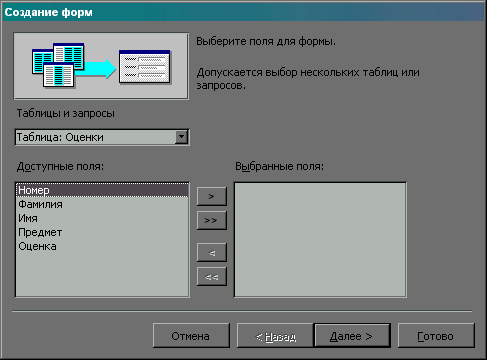 Создание форм
Выберите поля для формы.
Допускается выбор нескольких таблиц или
запросов.
Таблицы и запросы
Таблица: Оценки
Доступные поля:
Выбранные поля:
Номер
Фамилия
Имя
Предмет
Оценка
>
>>
<
<<
Отмена
< Назад
Далее >
Готово